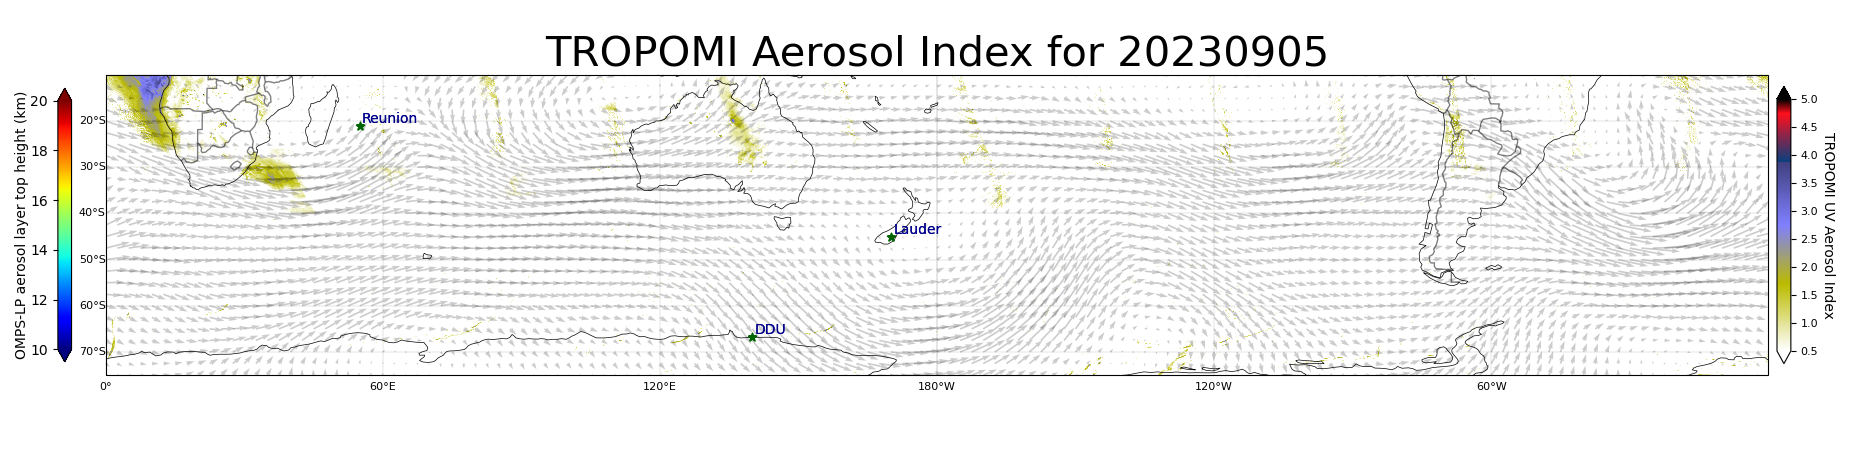 TROPOMI Aerosol Index for 20230905
OMPS-LP aerosol layer top height (km)
20
18
16
14
12
10
20°S
30°S
40°S
50°S
60°S
70°S
Reunion
Lauder
DDU
0°
60°E
120°E
180°W
120°W
60°W
5.0
4.5
4.0
3.5
3.0
2.5
2.0
1.5
1.0
0.5
TROPOMI UV Aerosol Index